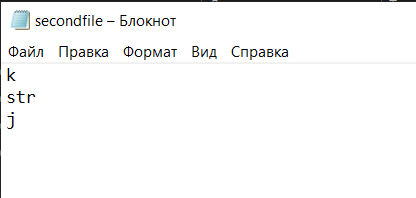 secondfile – Блокнот
Файл Правка Формат Вид Справка
k
str
j